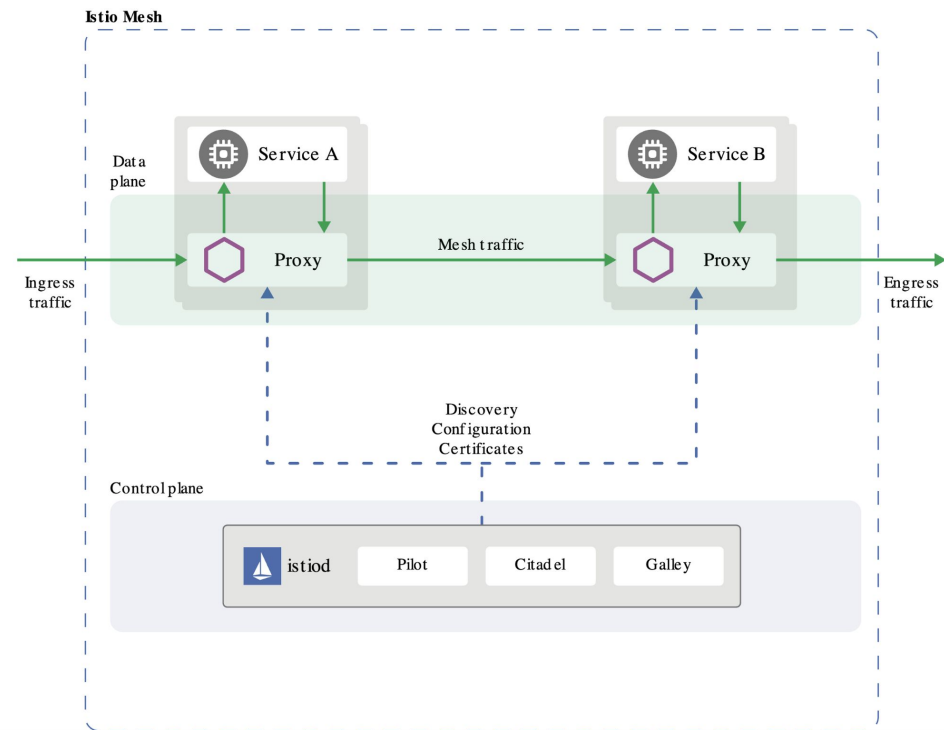 Istio Mesh
Data
plane
Service A
Service B
Proxy
Mesh traffic
Proxy
Ingress
traffic
Engress
traffic
Discovery
Configuration
Certificates
Control plane
istiod
Pilot
Citadel
Galley